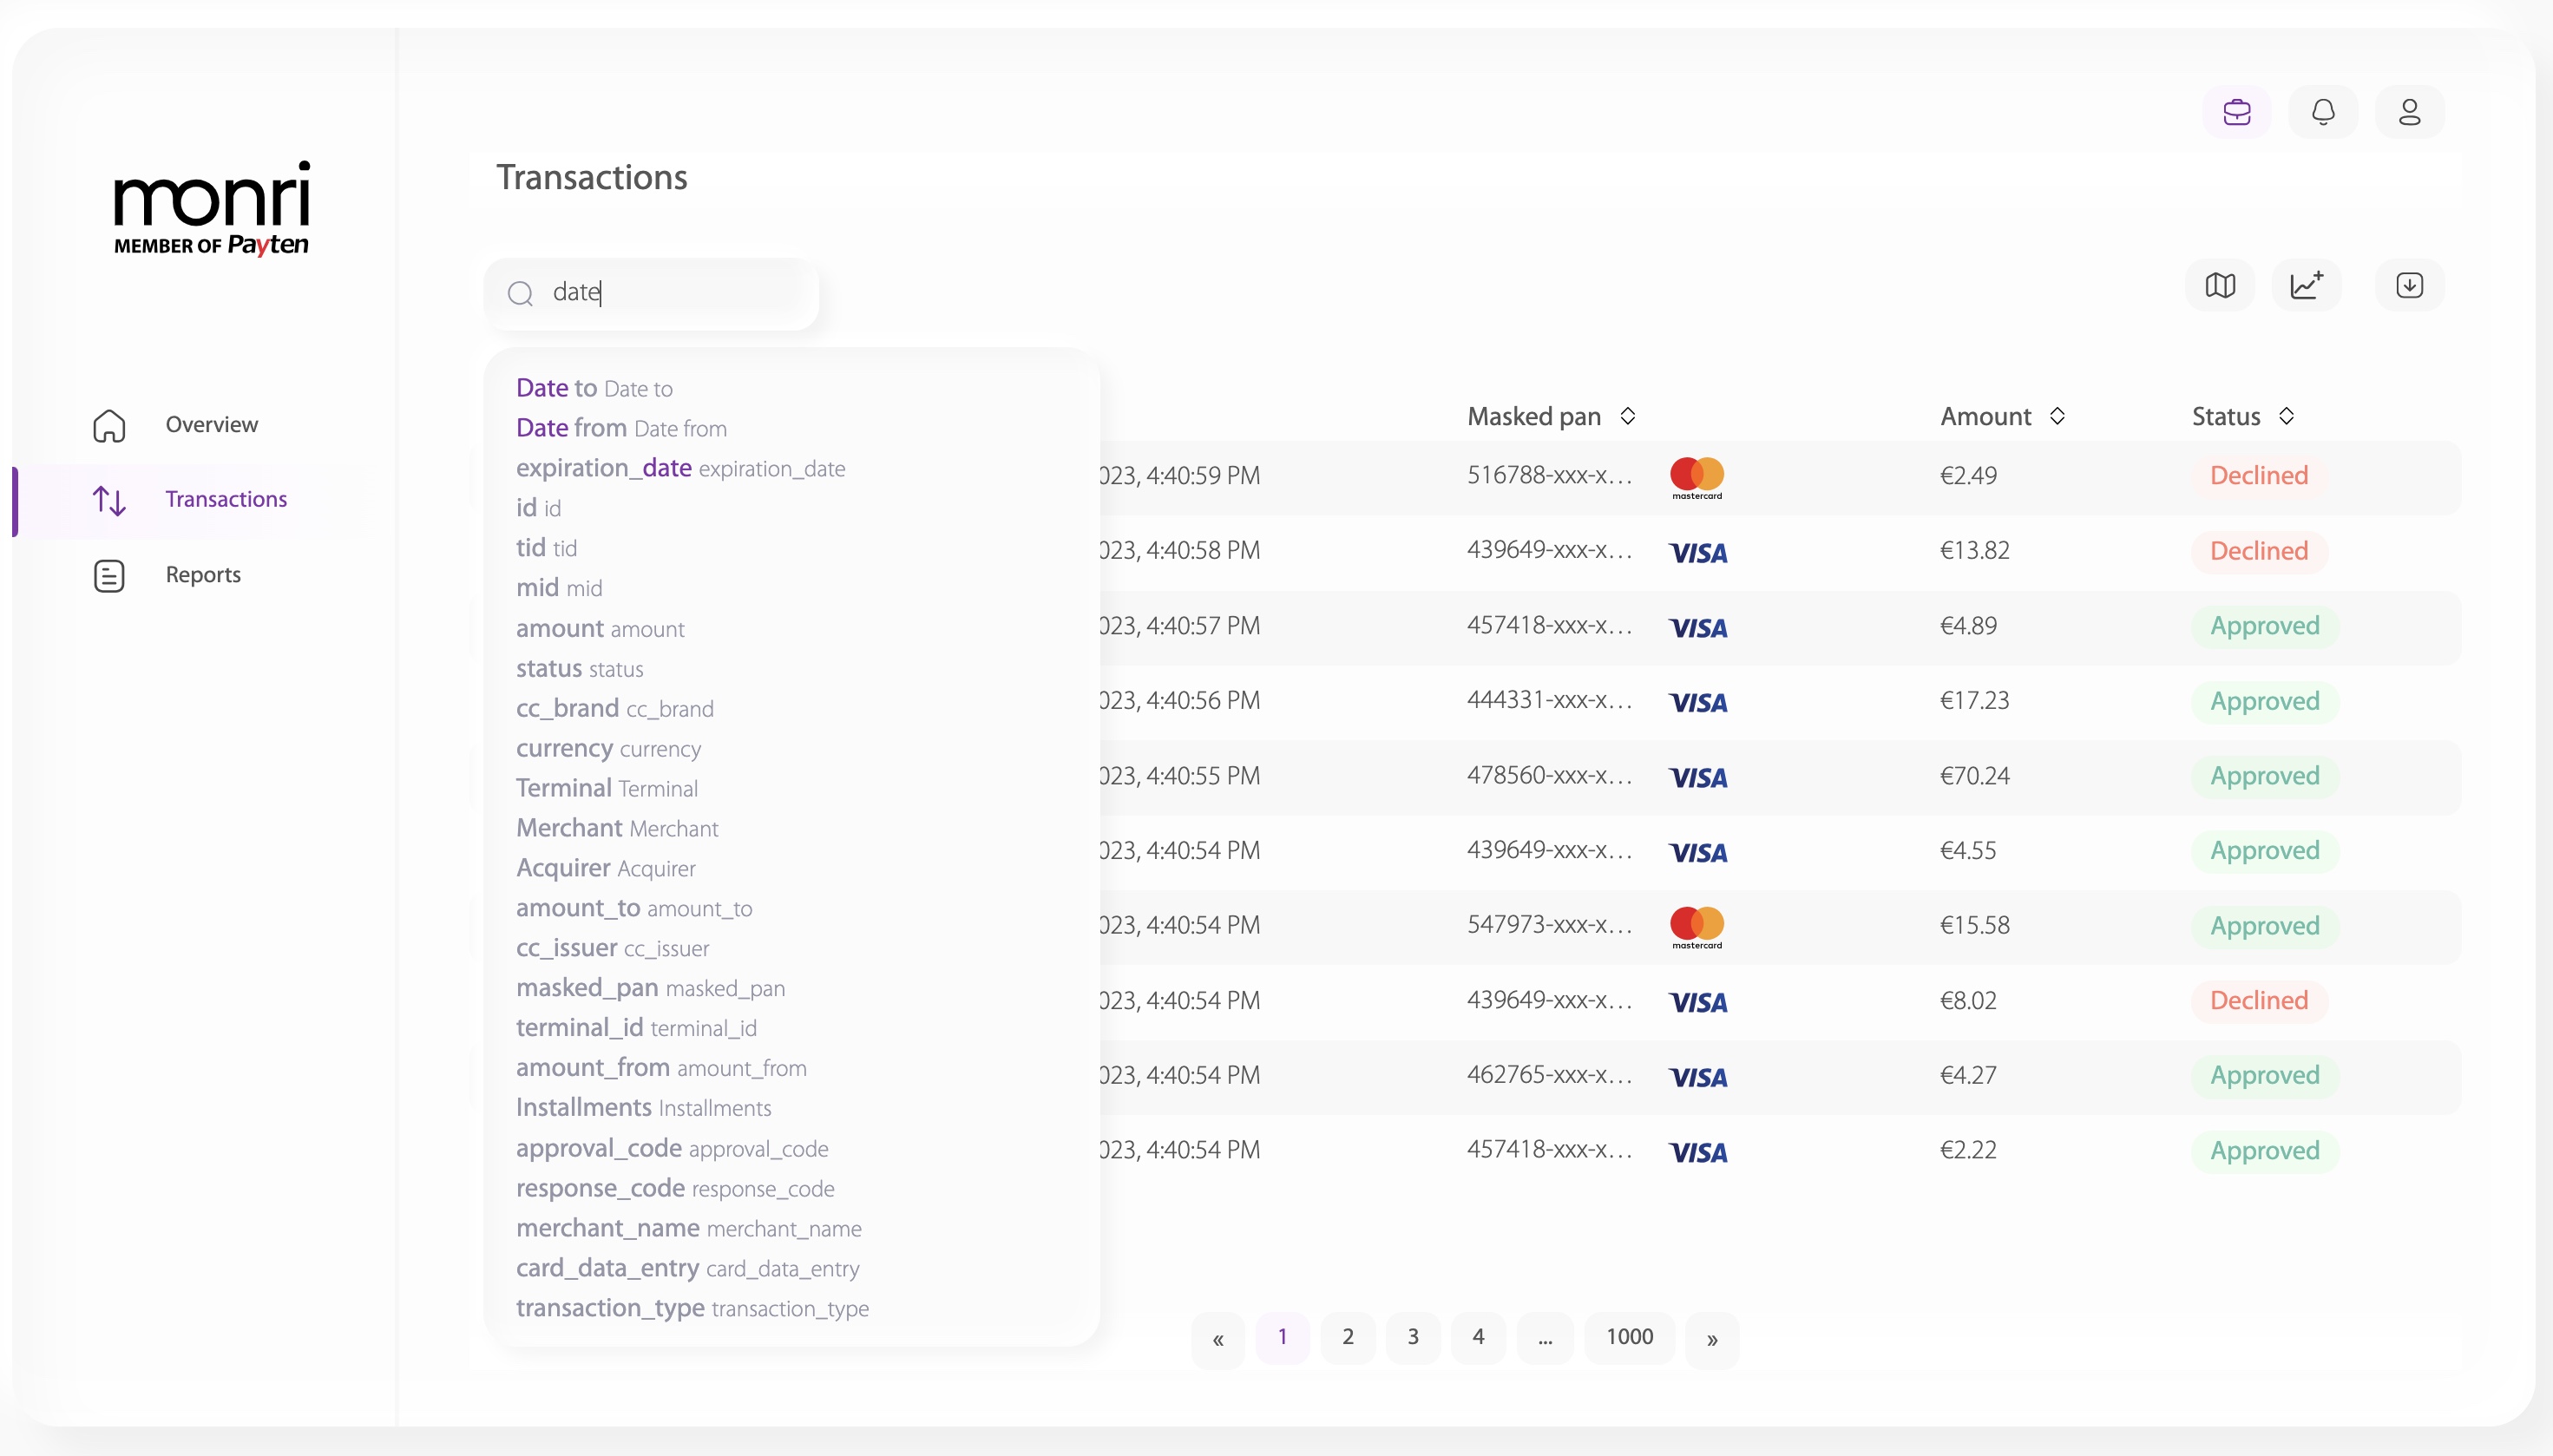 monri
MEMBER OF Payten
Overview
Transactions
Reports
Transactions
date
Date to Date to
Date from Date from
expiration_date expiration_date
id id
tid tid
mid mid
amount amount
status status
cc_brand cc_brand
currency currency
Terminal Terminal
Merchant Merchant
Acquirer Acquirer
amount_to amount_to
cc_issuer cc_issuer
masked_pan masked_pan
terminal_id terminal_id
amount_from amount_from
Installments Installments
approval_code approval_code
response_code response_code
merchant_name merchant_name
card_data_entry card_data_entry
transaction_type transaction_type
Masked pan Amount Status
023, 4:40:59 PM 516788-xxx-x... mastercard €2.49 Declined
023, 4:40:58 PM 439649-xxx-x... VISA €13.82 Declined
023, 4:40:57 PM 457418-xxx-x... VISA €4.89 Approved
023, 4:40:56 PM 444331-xxx-x... VISA €17.23 Approved
023, 4:40:55 PM 478560-xxx-x... VISA €70.24 Approved
023, 4:40:54 PM 439649-xxx-x... VISA €4.55 Approved
023, 4:40:54 PM 547973-xxx-x... mastercard €15.58 Approved
023, 4:40:54 PM 439649-xxx-x... VISA €8.02 Declined
023, 4:40:54 PM 462765-xxx-x... VISA €4.27 Approved
023, 4:40:54 PM 457418-xxx-x... VISA €2.22 Approved
« 1 2 3 4 ... 1000 »